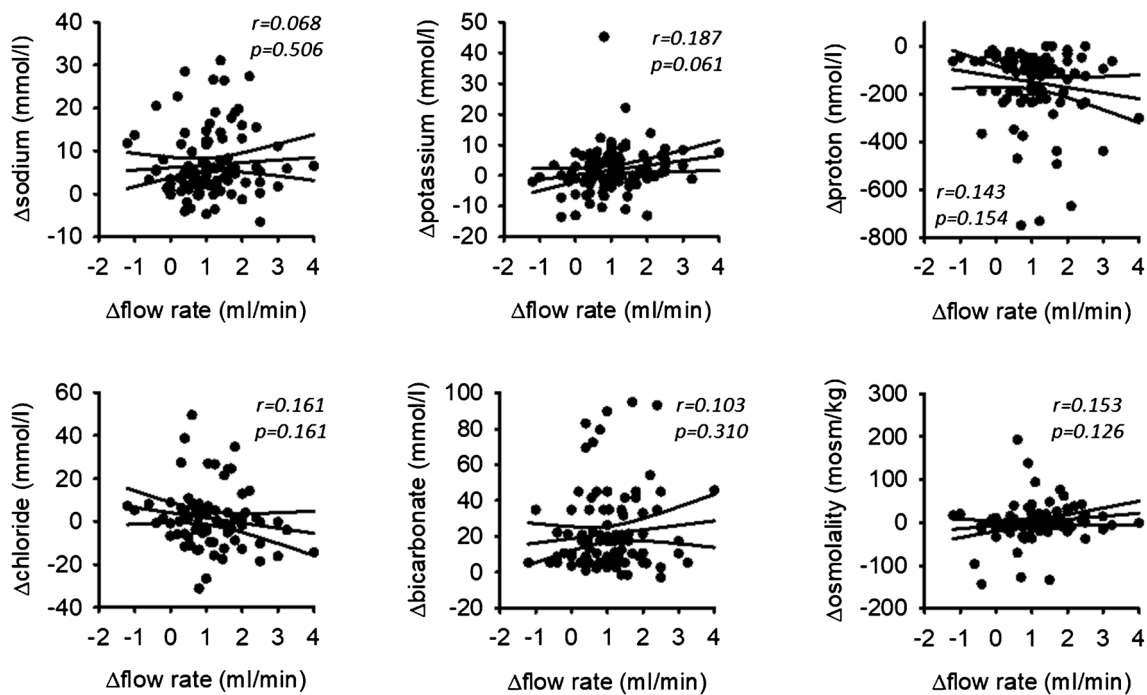 Δsodium (mmol/l)
40
30
20
10
0
-10
r=0.068
p=0.506
-2 -1 0 1 2 3 4
Δflow rate (ml/min)
Δpotassium (mmol/l)
50
40
30
20
10
0
-10
20
r=0.187
p=0.061
-2 -1 0 1 2 3 4
Δflow rate (ml/min)
Δproton (nmol/l)
0
-200
-400
-600
-800
r=0.143
p=0.154
-2 -1 0 1 2 3 4
Δflow rate (ml/min)
Δchloride (mmol/l)
60
40
20
0
-20
-40
r=0.161
p=0.161
-2 -1 0 1 2 3 4
Δflow rate (ml/min)
Δbicarbonate (mmol/l)
100
80
60
40
20
0
20
r=0.103
p=0.310
-2 -1 0 1 2 3 4
Δflow rate (ml/min)
Δosmolality (mosm/kg)
300
200
100
0
-100
-200
r=0.153
p=0.126
-2 -1 0 1 2 3 4
Δflow rate (ml/min)